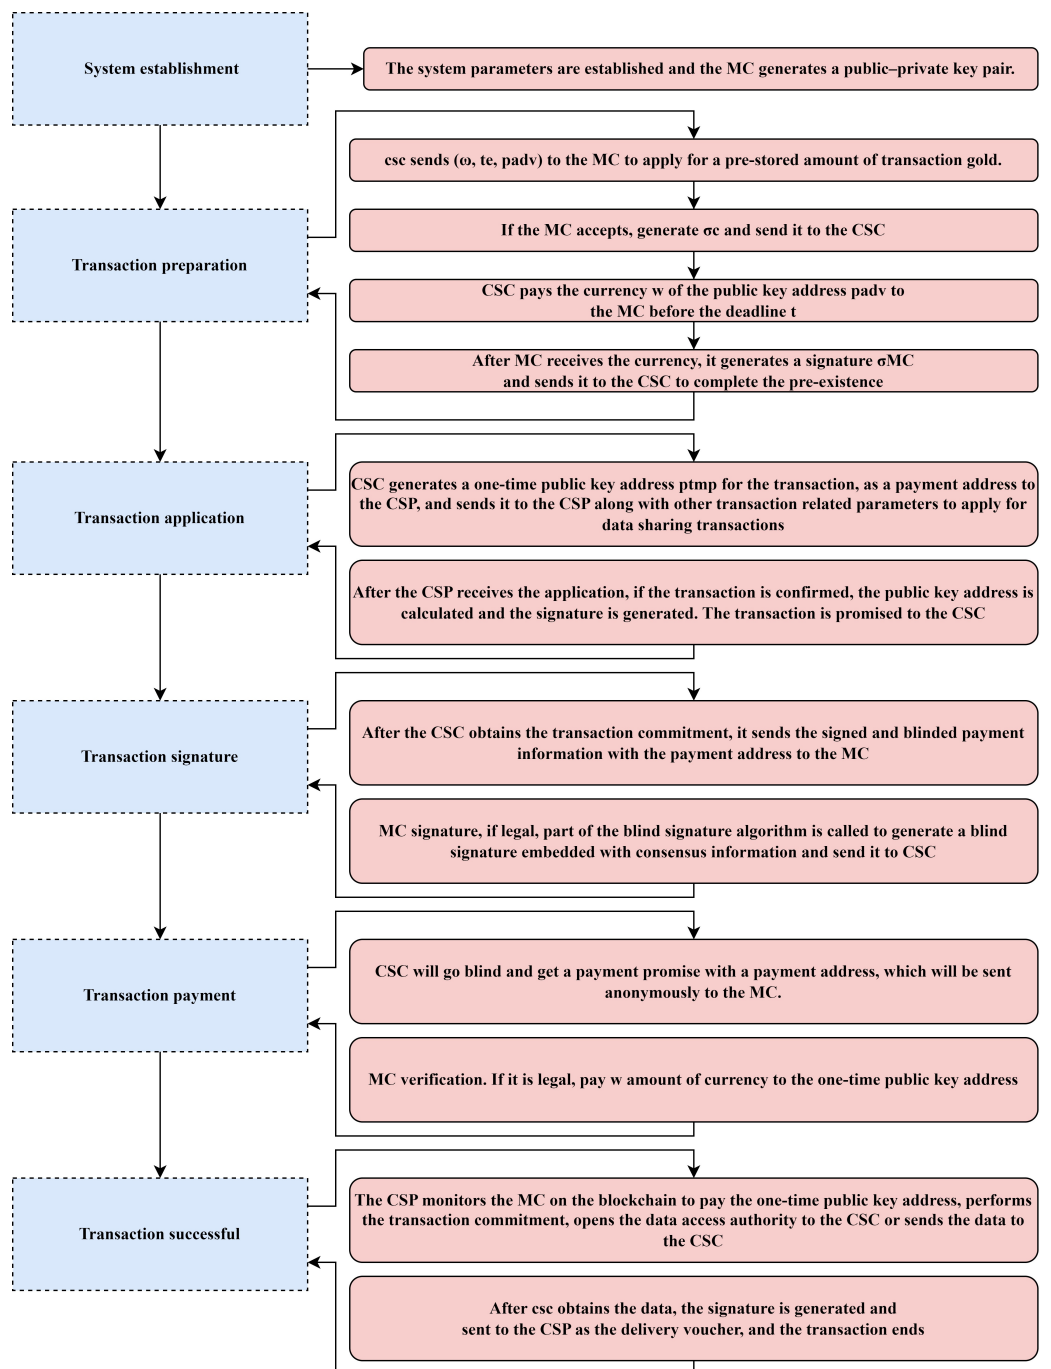 System establishment
The system parameters are established and the MC generates a public–private key pair.
csc sends (ω, te, padv) to the MC to apply for a pre-stored amount of transaction gold.
If the MC accepts, generate σc and send it to the CSC
Transaction preparation
CSC pays the currency w of the public key address padv to
the MC before the deadline t
After MC receives the currency, it generates a signature σMC
and sends it to the CSC to complete the pre-existence
CSC generates a one-time public key address ptmp for the transaction, as a payment address to
the CSP, and sends it to the CSP along with other transaction related parameters to apply for
data sharing transactions
Transaction application
After the CSP receives the application, if the transaction is confirmed, the public key address is
calculated and the signature is generated. The transaction is promised to the CSC
After the CSC obtains the transaction commitment, it sends the signed and blinded payment
information with the payment address to the MC
Transaction signature
MC signature, if legal, part of the blind signature algorithm is called to generate a blind
signature embedded with consensus information and send it to CSC
CSC will go blind and get a payment promise with a payment address, which will be sent
anonymously to the MC.
Transaction payment
MC verification. If it is legal, pay w amount of currency to the one-time public key address
The CSP monitors the MC on the blockchain to pay the one-time public key address, performs
the transaction commitment, opens the data access authority to the CSC or sends the data to
the CSC
Transaction successful
After csc obtains the data, the signature is generated and
sent to the CSP as the delivery voucher, and the transaction ends